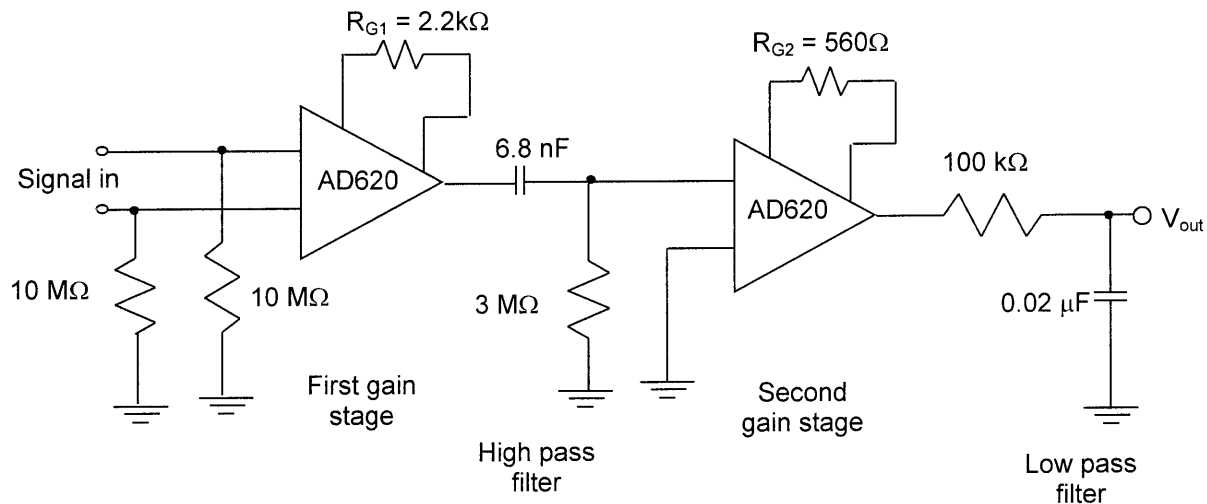 R_G1 = 2.2kΩ
R_G2 = 560Ω
6.8 nF
100 kΩ
Signal in
AD620
AD620
V_out
10 MΩ
10 MΩ
3 MΩ
0.02 μF
First gain
stage
Second
gain stage
High pass
filter
Low pass
filter